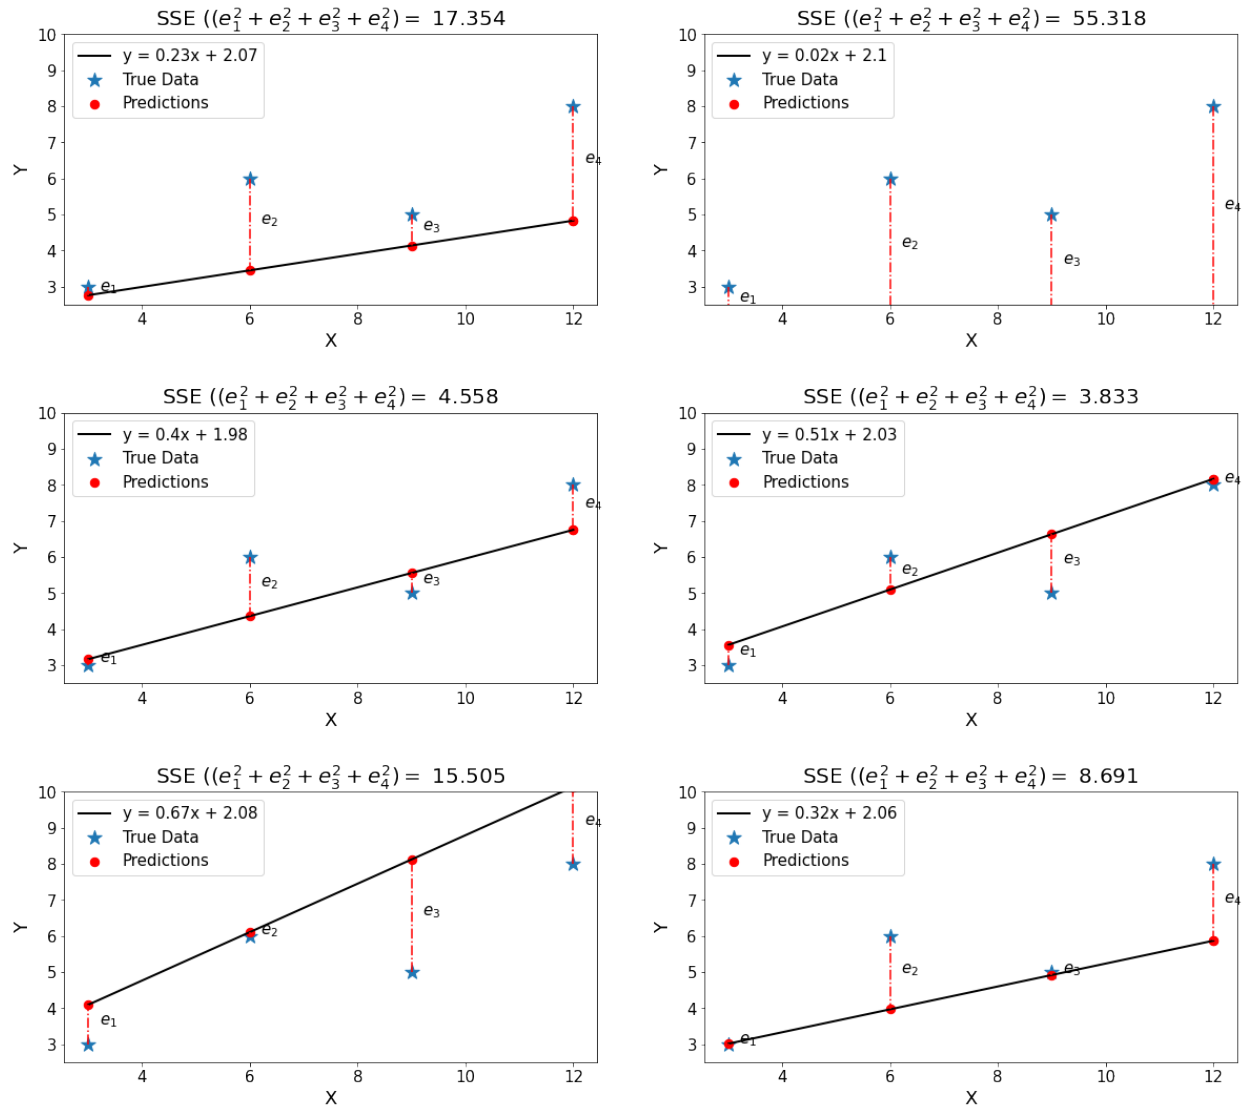 SSE ((e₁² + e₂² + e₃² + e₄²) = 17.354
10
y = 0.23x + 2.07
9
True Data
8
Predictions
7
e₄
6
5
e₂
e₃
4
3
e₁
Y
4 6 8 10 12
X
SSE ((e₁² + e₂² + e₃² + e₄²) = 55.318
10
y = 0.02x + 2.1
9
True Data
8
Predictions
7
6
5
e₄
e₂
4
e₃
3
e₁
Y
4 6 8 10 12
X
SSE ((e₁² + e₂² + e₃² + e₄²) = 4.558
10
y = 0.4x + 1.98
9
True Data
8
Predictions
e₄
7
6
5
e₂
e₃
4
3
e₁
Y
4 6 8 10 12
X
SSE ((e₁² + e₂² + e₃² + e₄²) = 3.833
10
y = 0.51x + 2.03
9
True Data
8
Predictions
e₄
7
6
e₂
e₃
5
4
3
e₁
Y
4 6 8 10 12
X
SSE ((e₁² + e₂² + e₃² + e₄²) = 15.505
10
y = 0.67x + 2.08
e₄
9
True Data
8
Predictions
7
e₃
6
e₂
5
4
e₁
3
Y
4 6 8 10 12
X
SSE ((e₁² + e₂² + e₃² + e₄²) = 8.691
10
y = 0.32x + 2.06
9
True Data
8
Predictions
7
e₄
6
5
e₂
e₃
4
3
e₁
Y
4 6 8 10 12
X